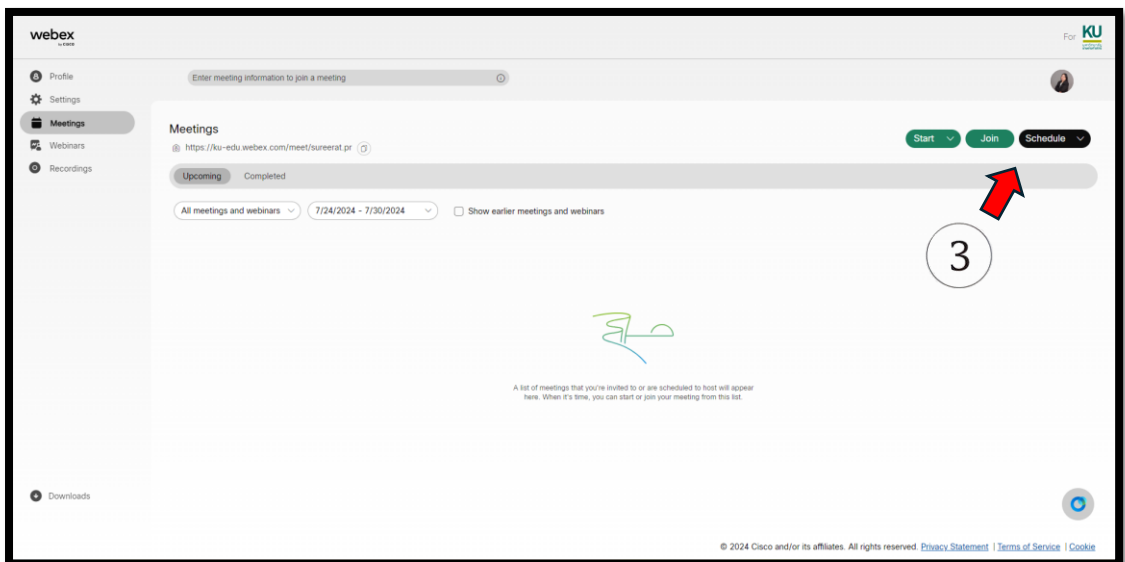 webex
by CISCO
For KU
Profile
Enter meeting information to join a meeting
Settings
Meetings
Webinars
Recordings
Meetings
https://ku-edu.webex.com/meet/sureerat.pr
Start
Join
Schedule
Upcoming
Completed
All meetings and webinars
7/24/2024 - 7/30/2024
Show earlier meetings and webinars
3
A list of meetings that you're invited to or are scheduled to host will appear
here. When it's time, you can start or join your meeting from this list.
Downloads
© 2024 Cisco and/or its affiliates. All rights reserved. Privacy Statement | Terms of Service | Cookie